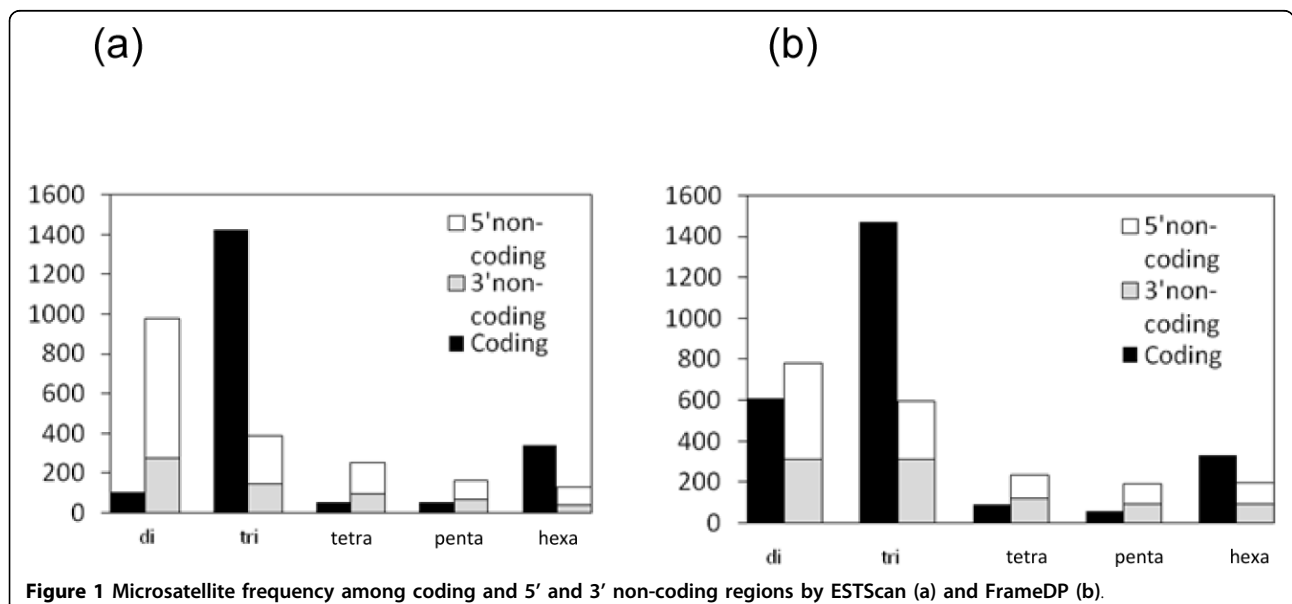 (a)
(b)
1600
1400
1200
1000
800
600
400
200
0
5'non-
coding
3'non-
coding
Coding
di
tri
tetra
penta
hexa
1600
1400
1200
1000
800
600
400
200
0
5'non-
coding
3'non-
coding
Coding
di
tri
tetra
penta
hexa
Figure 1 Microsatellite frequency among coding and 5′ and 3′ non-coding regions by ESTScan (a) and FrameDP (b).